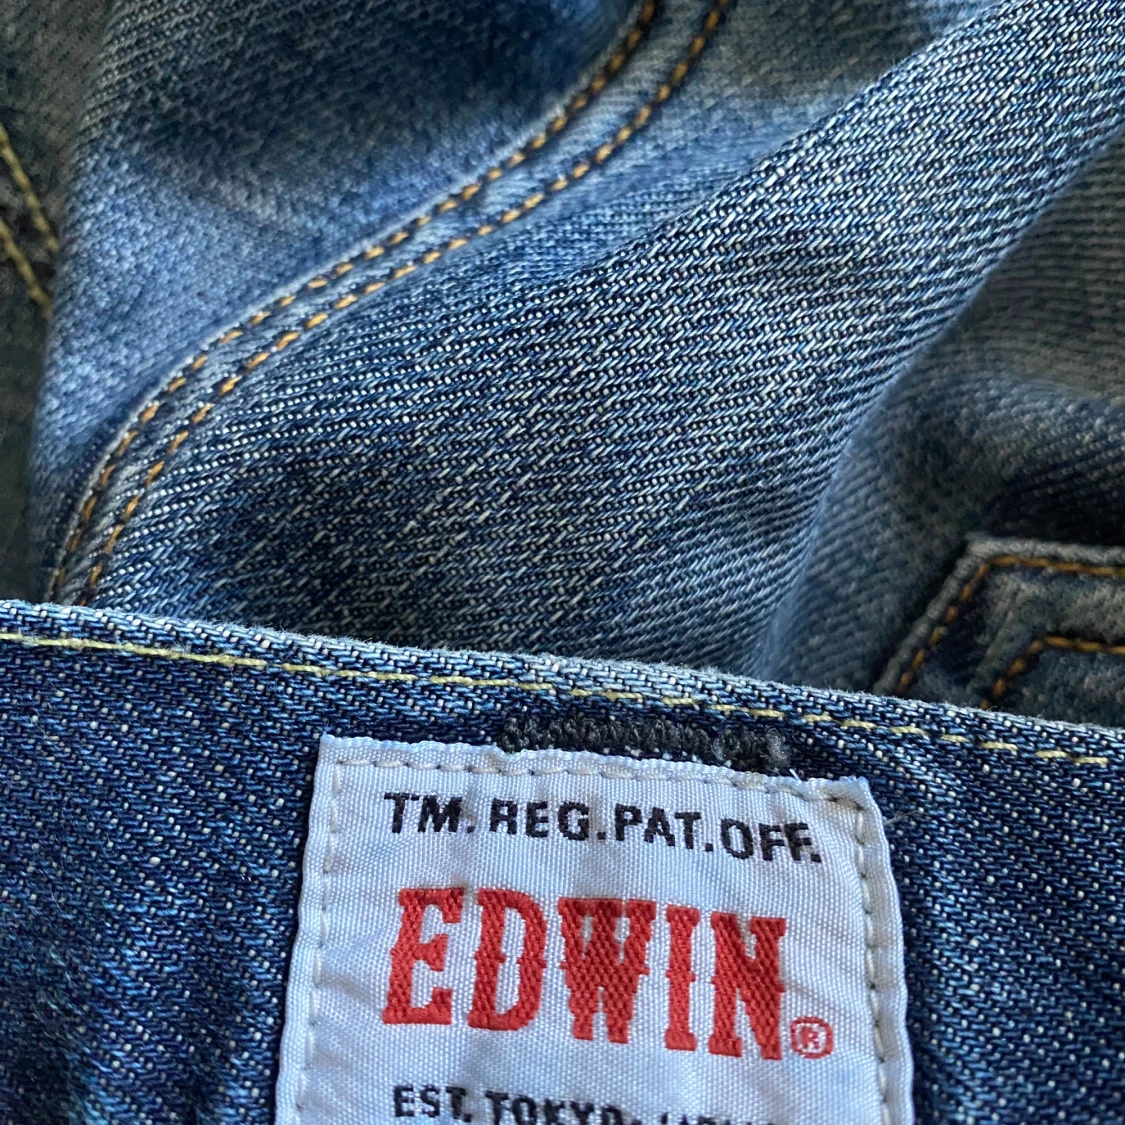 TM.REG.PAT.OFF.
EDWIN®
EST. TOKYO,